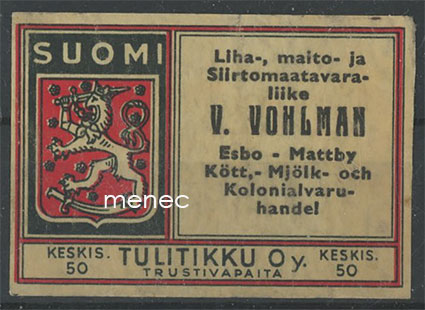 SUOMI
Liha-, maito- ja
Siirtomaatavara-
liike
V. VOHLMAN
Esbo - Mattby
Kött,- Mjölk- och
Kolonialvaru-
handel
menec
KESKIS.
50
TULITIKKU Oy.
TRUSTIVAPAITA
KESKIS.
50